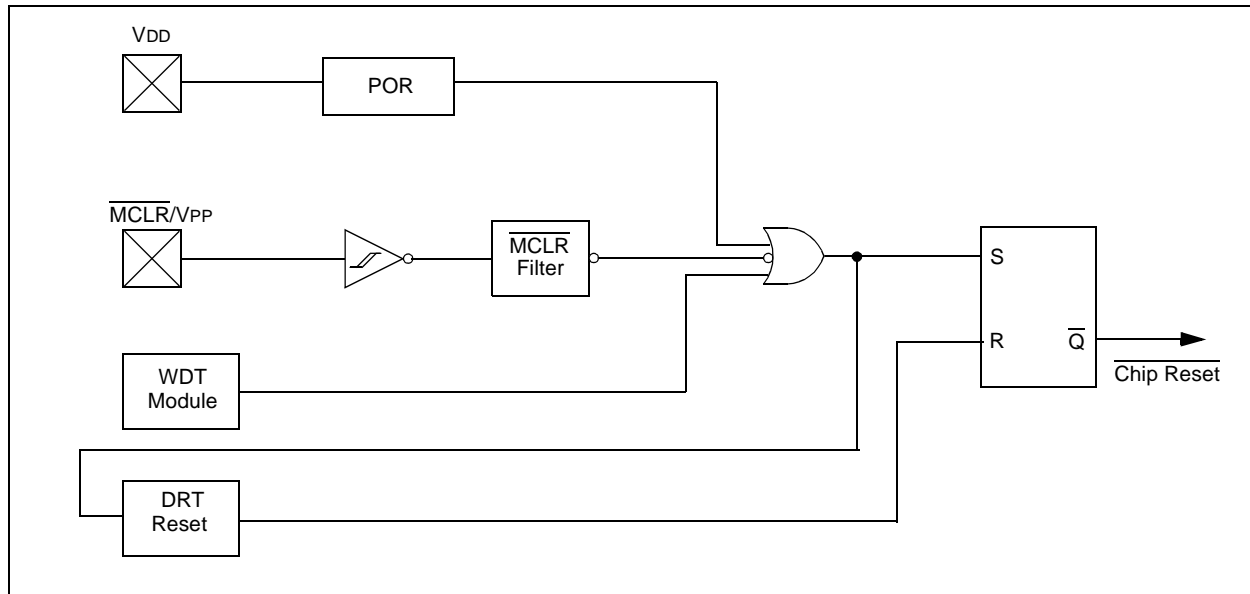 VDD
POR
MCLR/VPP
MCLR
Filter
WDT
Module
DRT
Reset
S
R
Q
Chip Reset